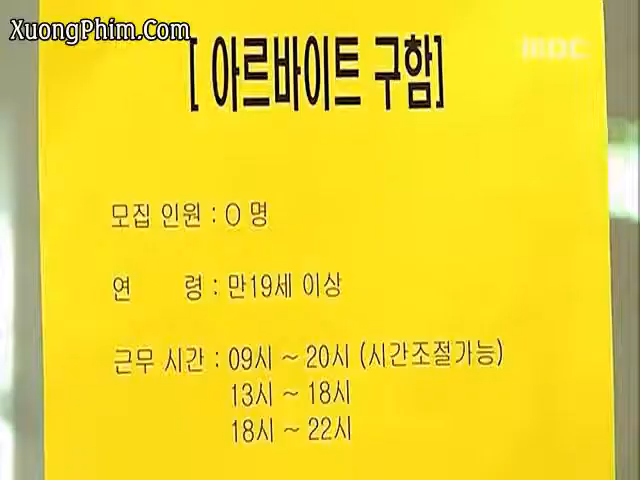 XuongPhim.Com
MBC
[ 아르바이트 구함]
모집 인원 : O 명
연 령 : 만19세 이상
근무 시간 : 09시 ~ 20시 (시간조절가능)
13시 ~ 18시
18시 ~ 22시